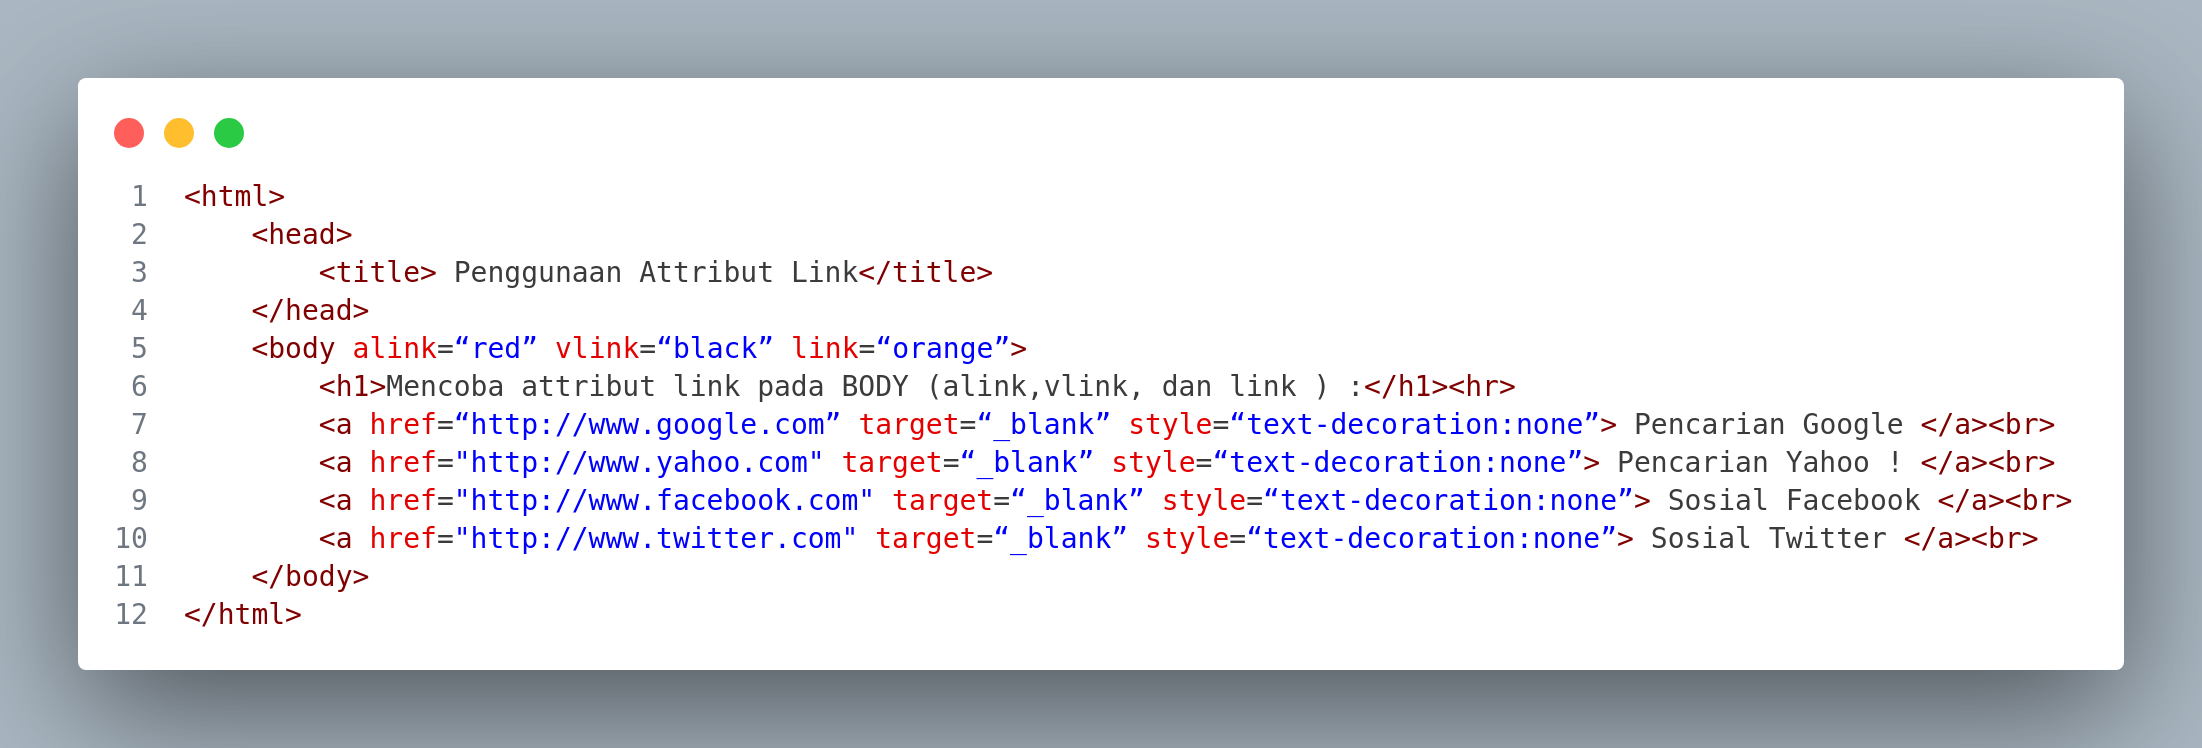 1 <html>
2     <head>
3         <title> Penggunaan Attribut Link</title>
4     </head>
5     <body alink=“red” vlink=“black” link=“orange”>
6         <h1>Mencoba attribut link pada BODY (alink,vlink, dan link ) :</h1><hr>
7         <a href=“http://www.google.com” target=“_blank” style=“text-decoration:none”> Pencarian Google </a><br>
8         <a href="http://www.yahoo.com" target=“_blank” style=“text-decoration:none”> Pencarian Yahoo ! </a><br>
9         <a href="http://www.facebook.com" target=“_blank” style=“text-decoration:none”> Sosial Facebook </a><br>
10         <a href="http://www.twitter.com" target=“_blank” style=“text-decoration:none”> Sosial Twitter </a><br>
11     </body>
12 </html>